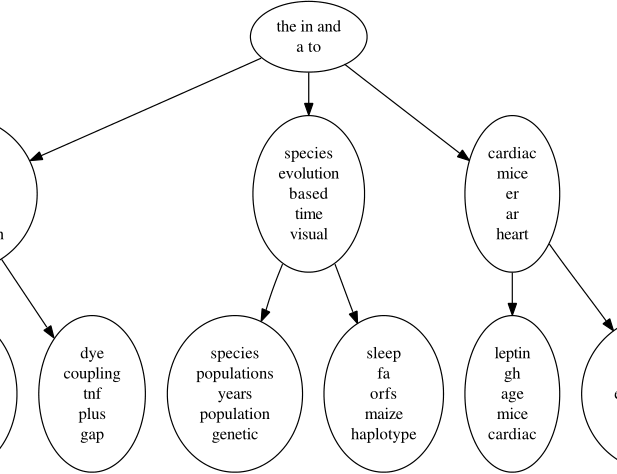 the in and
a to
species
evolution
based
time
visual
cardiac
mice
er
ar
heart
dye
coupling
tnf
plus
gap
species
populations
years
population
genetic
sleep
fa
orfs
maize
haplotype
leptin
gh
age
mice
cardiac